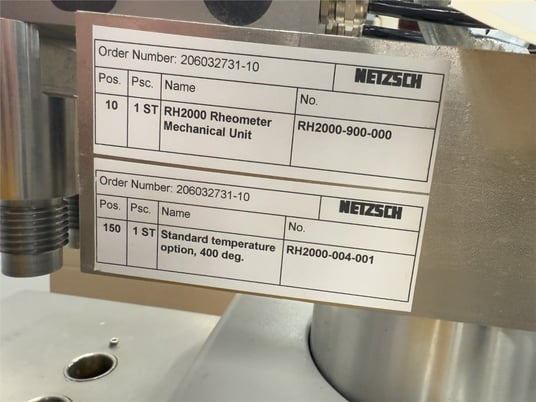 Order Number: 206032731-10
NETZSCH
Pos. Psc. Name No.
10 1 ST RH2000 Rheometer RH2000-900-000
Mechanical Unit
Order Number: 206032731-10
NETZSCH
Pos. Psc. Name No.
150 1 ST Standard temperature RH2000-004-001
option, 400 deg.